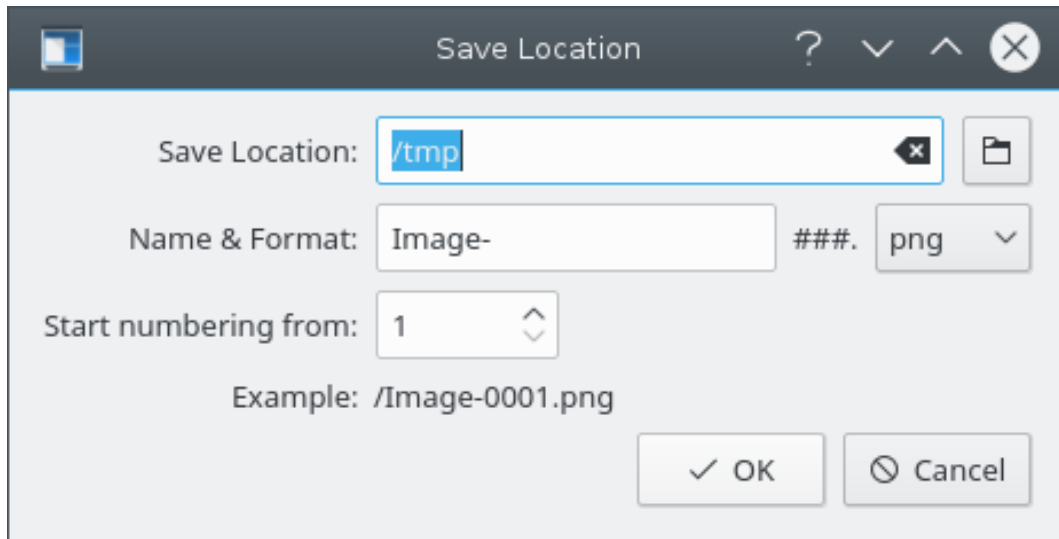 Save Location
Save Location: /tmp
Name & Format: Image- ###. png
Start numbering from: 1
Example: /Image-0001.png
OK Cancel